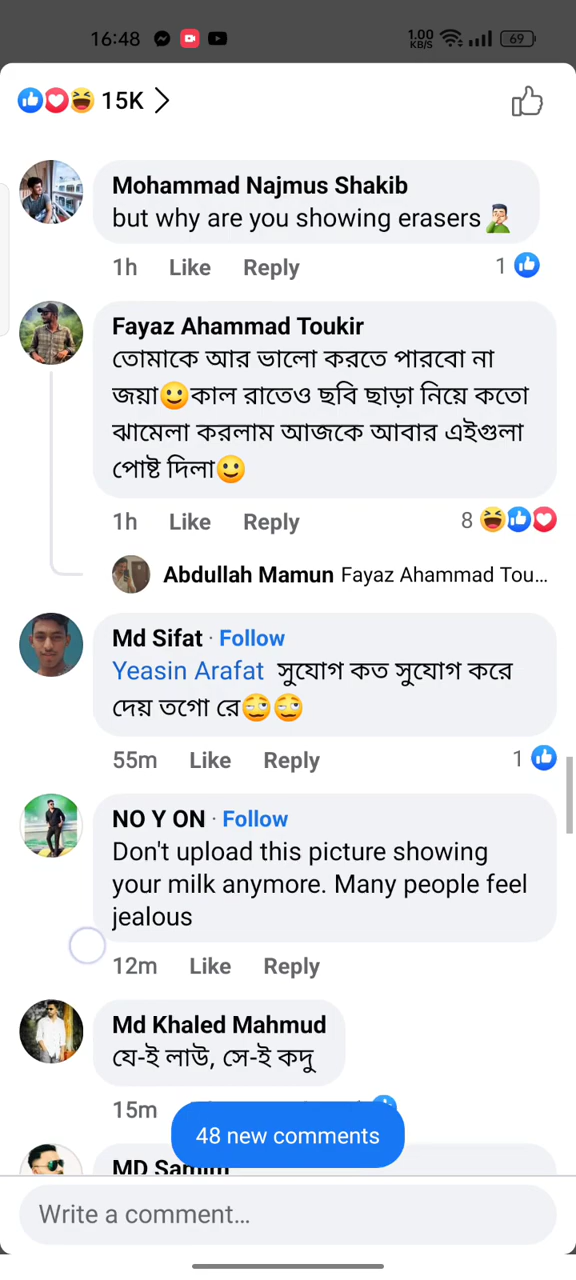 16:48
1.00
KB/S
69
15K
Mohammad Najmus Shakib
but why are you showing erasers
1h Like Reply 1
Fayaz Ahammad Toukir
তোমাকে আর ভালো করতে পারবো না
জয়া🙂কাল রাতেও ছবি ছাড়া নিয়ে কতো
ঝামেলা করলাম আজকে আবার এইগুলা
পোষ্ট দিলা🙂
1h Like Reply 8
Abdullah Mamun Fayaz Ahammad Tou...
Md Sifat · Follow
Yeasin Arafat সুযোগ কত সুযোগ করে
দেয় তগো রে🥴🥴
55m Like Reply 1
NO Y ON · Follow
Don't upload this picture showing
your milk anymore. Many people feel
jealous
12m Like Reply
Md Khaled Mahmud
যে-ই লাউ, সে-ই কদু
15m
48 new comments
MD
Write a comment...